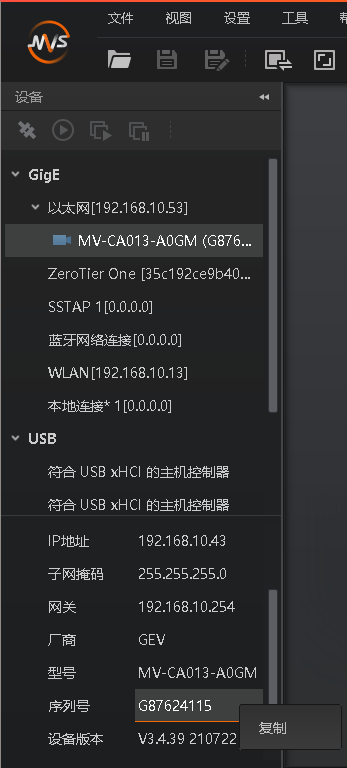 MVS
文件 视图 设置 工具
设备
GigE
以太网[192.168.10.53]
MV-CA013-A0GM (G876...
ZeroTier One [35c192ce9b40...
SSTAP 1[0.0.0.0]
蓝牙网络连接[0.0.0.0]
WLAN[192.168.10.13]
本地连接* 1[0.0.0.0]
USB
符合 USB xHCI 的主机控制器
符合 USB xHCI 的主机控制器
IP地址 192.168.10.43
子网掩码 255.255.255.0
网关 192.168.10.254
厂商 GEV
型号 MV-CA013-A0GM
序列号 G87624115
复制
设备版本 V3.4.39 210722